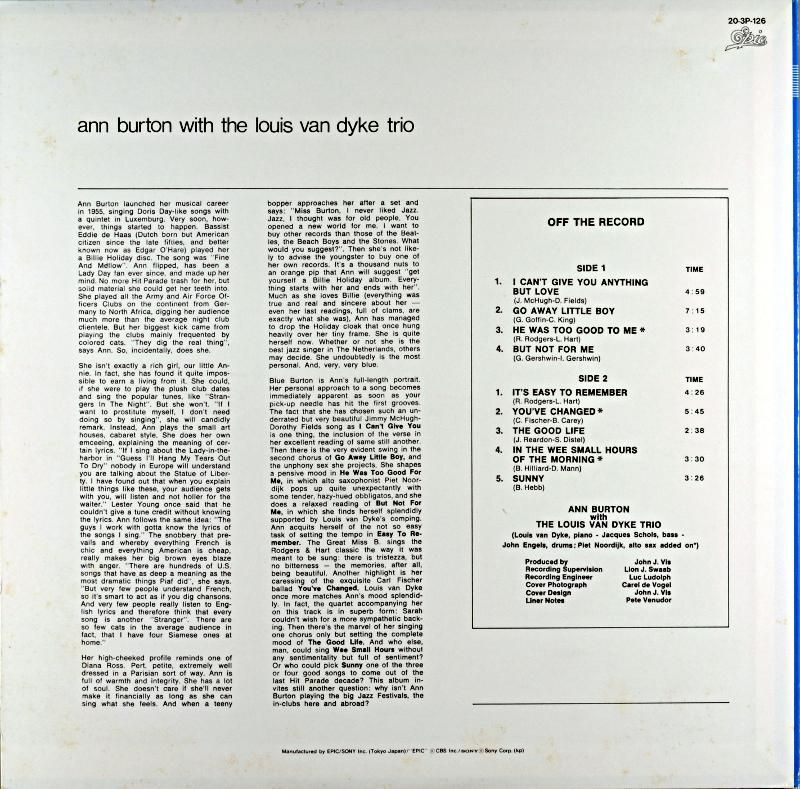 20·3P-126
Epic
ann burton with the louis van dyke trio
Ann Burton launched her musical career
in 1955, singing Doris Day-like songs with
a quintet in Luxemburg. Very soon, how-
ever, things started to happen. Bassist
Eddie de Haas (Dutch born but American
citizen since the late fifties, and better
known now as Edgar O'Hare) played her
a Billie Holiday disc. The song was "Fine
And Mellow". Ann flipped, has been a
Lady Day fan ever since, and made up her
mind. No more Hit Parade trash for her, but
solid material she could get her teeth into.
She played all the Army and Air Force Of-
ficers Clubs on the continent from Ger-
many to North Africa, digging her audience
much more than the average night club
clientele. But her biggest kick came from
playing the clubs mainly frequented by
colored cats. "They dig the real thing",
says Ann. So, incidentally, does she.
She isn't exactly a rich girl, our little An-
nie. In fact, she has found it quite impos-
sible to earn a living from it. She could,
if she were to play the plush club dates
and sing the popular tunes, like "Stran-
gers In The Night". But she won't. "If I
want to prostitute myself, I don't need
doing so by singing", she will candidly
remark. Instead, Ann plays the small art
houses, cabaret style. She does her own
emceeing, explaining the meaning of cer-
tain lyrics. "If I sing about the Lady-in-the-
harbor in "Guess I'll Hang My Tears Out
To Dry" nobody in Europe will understand
you are talking about the Statue of Liber-
ty. I have found out that when you explain
little things like these, your audience gets
with you, will listen and not holler for the
waiter." Lester Young once said that he
couldn't give a tune credit without knowing
the lyrics. Ann follows the same idea: "The
guys I work with gotta know the lyrics of
the songs I sing." The snobbery that pre-
vails and whereby everything French is
chic and everything American is cheap,
really makes her big brown eyes blaze
with anger. "There are hundreds of U.S.
songs that have as deep a meaning as the
most dramatic things Piaf did", she says.
"But very few people understand French,
so it's smart to act as if you dig chansons.
And very few people really listen to Eng-
lish lyrics and therefore think that every
song is another "Stranger". There are
so few cats in the average audience in
fact, that I have four Siamese ones at
home."
Her high-cheeked profile reminds one of
Diana Ross. Pert, petite, extremely well
dressed in a Parisian sort of way. Ann is
full of warmth and integrity. She has a lot
of soul. She doesn't care if she'll never
make it financially as long as she can
sing what she feels. And when a teeny
bopper approaches her after a set and
says: "Miss Burton, I never liked Jazz.
Jazz, I thought was for old people. You
opened a new world for me. I want to
buy other records than those of the Beat-
les, the Beach Boys and the Stones. What
would you suggest?". Then she's not like-
ly to advise the youngster to buy one of
her own records. It's a thousand nuts to
an orange pip that Ann will suggest "get
yourself a Billie Holiday album. Every-
thing starts with her and ends with her".
Much as she loves Billie (everything was
true and real and sincere about her —
even her last readings, full of clams, are
exactly what she was), Ann has managed
to drop the Holiday cloak that once hung
heavily over her tiny frame. She is quite
herself now. Whether or not she is the
best jazz singer in The Netherlands, others
may decide. She undoubtedly is the most
personal. And, very, very blue.
Blue Burton is Ann's full-length portrait.
Her personal approach to a song becomes
immediately apparent as soon as your
pick-up needle has hit the first grooves.
The fact that she has chosen such an un-
derrated but very beautiful Jimmy McHugh-
Dorothy Fields song as I Can't Give You
is one thing, the inclusion of the verse in
her excellent reading of same still another.
Then there is the very evident swing in the
second chorus of Go Away Little Boy, and
the unphony sex she projects. She shapes
a pensive mood in He Was Too Good For
Me, in which alto saxophonist Piet Noor-
dijk pops up quite unexpectantly with
some tender, hazy-hued obbligatos, and she
does a relaxed reading of But Not For
Me, in which she finds herself splendidly
supported by Louis van Dyke's comping.
Ann acquits herself of the not so easy
task of setting the tempo in Easy To Re-
member. The Great Miss B. sings the
Rodgers & Hart classic the way it was
meant to be sung: there is tristezza, but
no bitterness — the memories, after all,
being beautiful. Another highlight is her
caressing of the exquisite Carl Fischer
ballad You've Changed, Louis van Dyke
once more matches Ann's mood splendid-
ly. In fact, the quartet accompanying her
on this track is in superb form: Sarah
couldn't wish for a more sympathetic back-
ing. Then there's the marvel of her singing
one chorus only but setting the complete
mood of The Good Life. And who else,
man, could sing Wee Small Hours without
any sentimentality but full of sentiment?
Or who could pick Sunny one of the three
or four good songs to come out of the
last Hit Parade decade? This album in-
vites still another question: why isn't Ann
Burton playing the big Jazz Festivals, the
in-clubs here and abroad?
OFF THE RECORD
SIDE 1 TIME
1. I CAN'T GIVE YOU ANYTHING
BUT LOVE 4:59
(J. McHugh-D. Fields)
2. GO AWAY LITTLE BOY 7:15
(G. Goffin-C. King)
3. HE WAS TOO GOOD TO ME* 3:19
(R. Rodgers-L. Hart)
4. BUT NOT FOR ME 3:40
(G. Gershwin-I. Gershwin)
SIDE 2 TIME
1. IT'S EASY TO REMEMBER 4:26
(R. Rodgers-L. Hart)
2. YOU'VE CHANGED* 5:45
(C. Fischer-B. Carey)
3. THE GOOD LIFE 2:38
(J. Reardon-S. Distel)
4. IN THE WEE SMALL HOURS
OF THE MORNING* 3:30
(B. Hilliard-D. Mann)
5. SUNNY 3:26
(B. Hebb)
ANN BURTON
with
THE LOUIS VAN DYKE TRIO
(Louis van Dyke, piano - Jacques Schols, bass -
John Engels, drums; Piet Noordijk, alto sax added on*)
Produced by John J. Vis
Recording Supervision Lion J. Swaab
Recording Engineer Luc Ludolph
Cover Photograph Carel de Vogel
Cover Design John J. Vis
Liner Notes Pete Venudor
Manufactured by EPIC/SONY Inc. (Tokyo Japan)/"EPIC" ® CBS Inc./SONY ® Sony Corp. (kp)